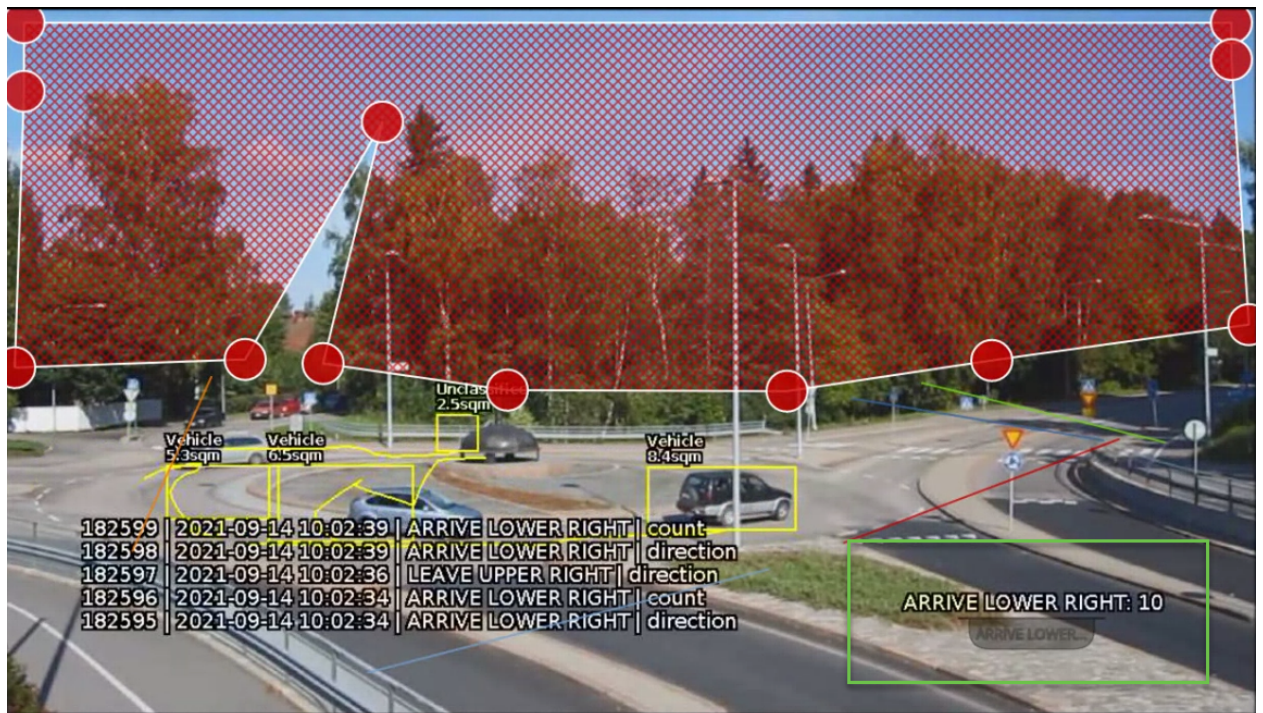 Unclassified
2.5sqm
Vehicle
5.3sqm
Vehicle
6.5sqm
Vehicle
8.4sqm
182599 | 2021-09-14 10:02:39 | ARRIVE LOWER RIGHT | count
182598 | 2021-09-14 10:02:39 | ARRIVE LOWER RIGHT | direction
182597 | 2021-09-14 10:02:36 | LEAVE UPPER RIGHT | direction
182596 | 2021-09-14 10:02:34 | ARRIVE LOWER RIGHT | count
182595 | 2021-09-14 10:02:34 | ARRIVE LOWER RIGHT | direction
ARRIVE LOWER RIGHT: 10
ARRIVE LOWER...